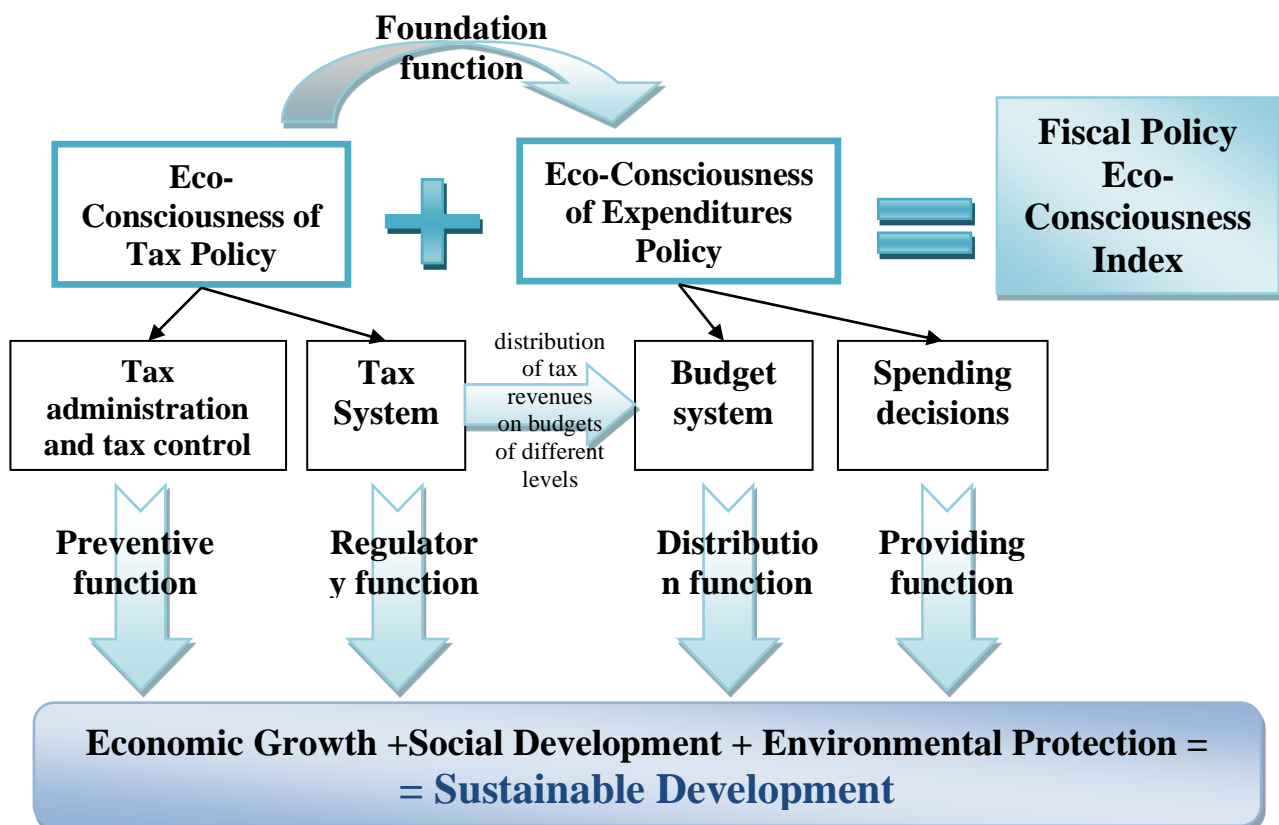 Foundation
function
Eco-
Consciousness of
Tax Policy
Eco-Consciousness
of Expenditures
Policy
Fiscal Policy
Eco-
Consciousness
Index
Tax
administration
and tax control
Tax
System
distribution
of tax
revenues
on budgets
of different
levels
Budget
system
Spending
decisions
Preventive
function
Regulator
y function
Distributio
n function
Providing
function
Economic Growth +Social Development + Environmental Protection =
= Sustainable Development